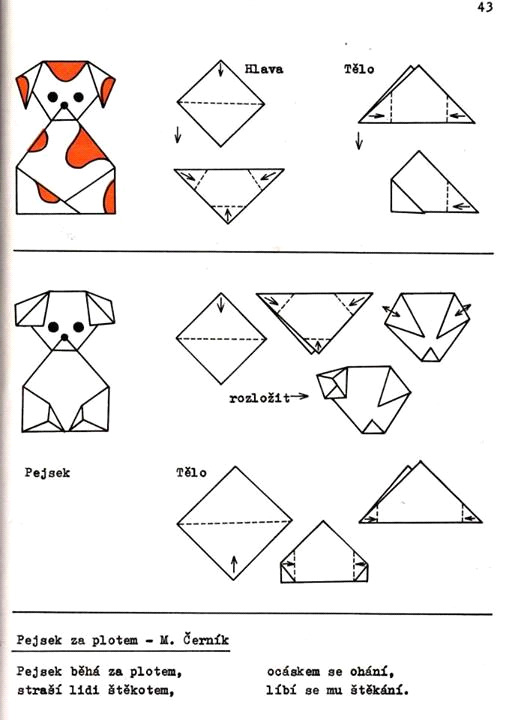 43
Hlava
Tělo
rozložit
Pejsek
Tělo
Pejsek za plotem - M. Černík
Pejsek běhá za plotem,
straší lidi štěkotem,
ocáskem se ohání,
líbí se mu štěkání.